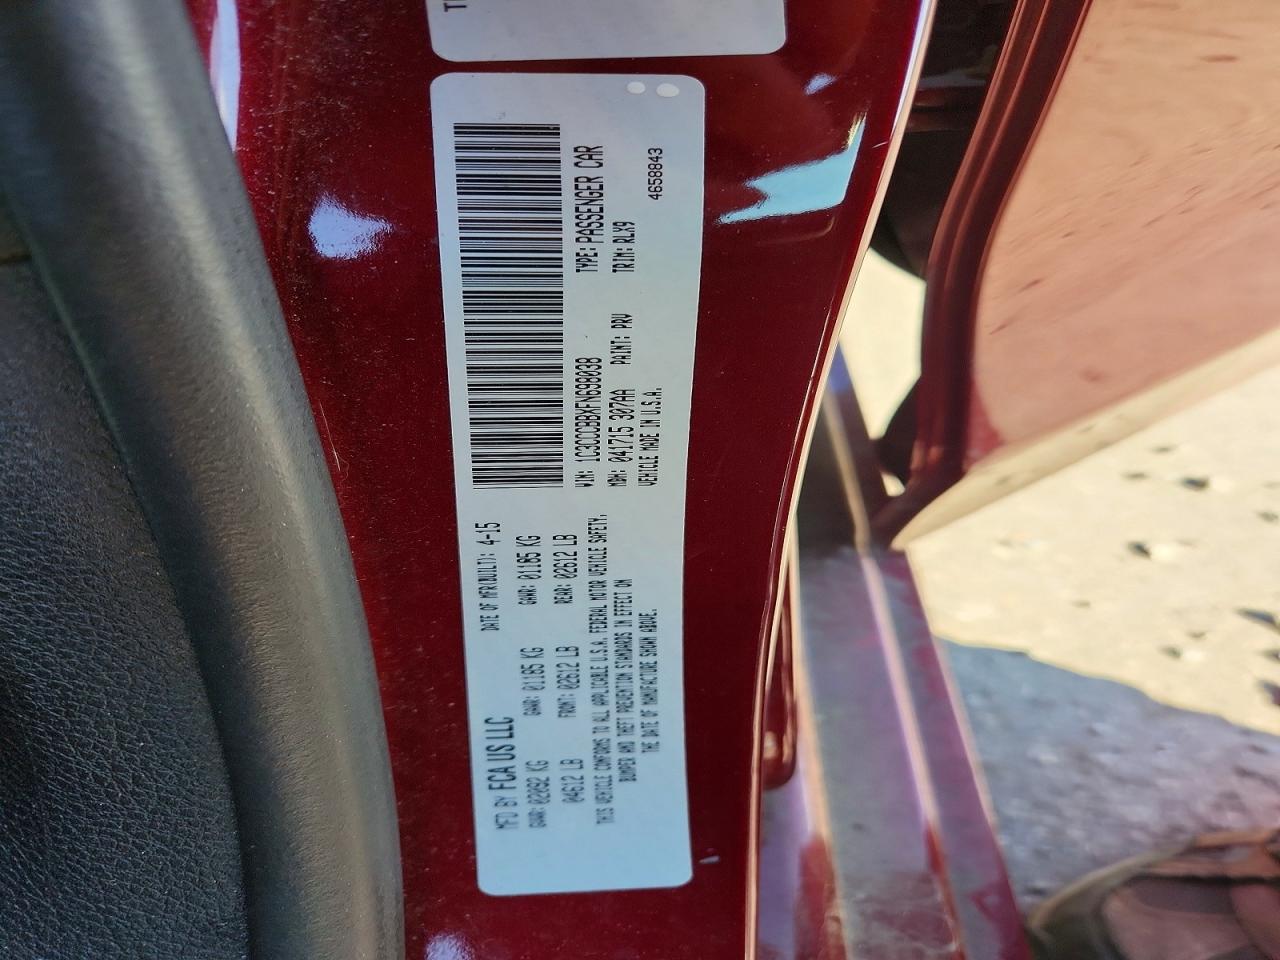 MFD BY FCA US LLC
DATE OF MFR(BUILT): 4-15
GVWR: 02092 KG
GAWR: 01185 KG
GAWR: 01185 KG
04612 LB
FRONT: 02612 LB
REAR: 02612 LB
THIS VEHICLE CONFORMS TO ALL APPLICABLE U.S.A. FEDERAL MOTOR VEHICLE SAFETY,
BUMPER AND THEFT PREVENTION STANDARDS IN EFFECT ON
THE DATE OF MANUFACTURE SHOWN ABOVE.
VIN: 1C3CCCBBXFN698038
TYPE: PASSENGER CAR
MDH: 041715 307AA
PAINT: PRV
TRIM: RLX9
VEHICLE MADE IN U.S.A.
4658843